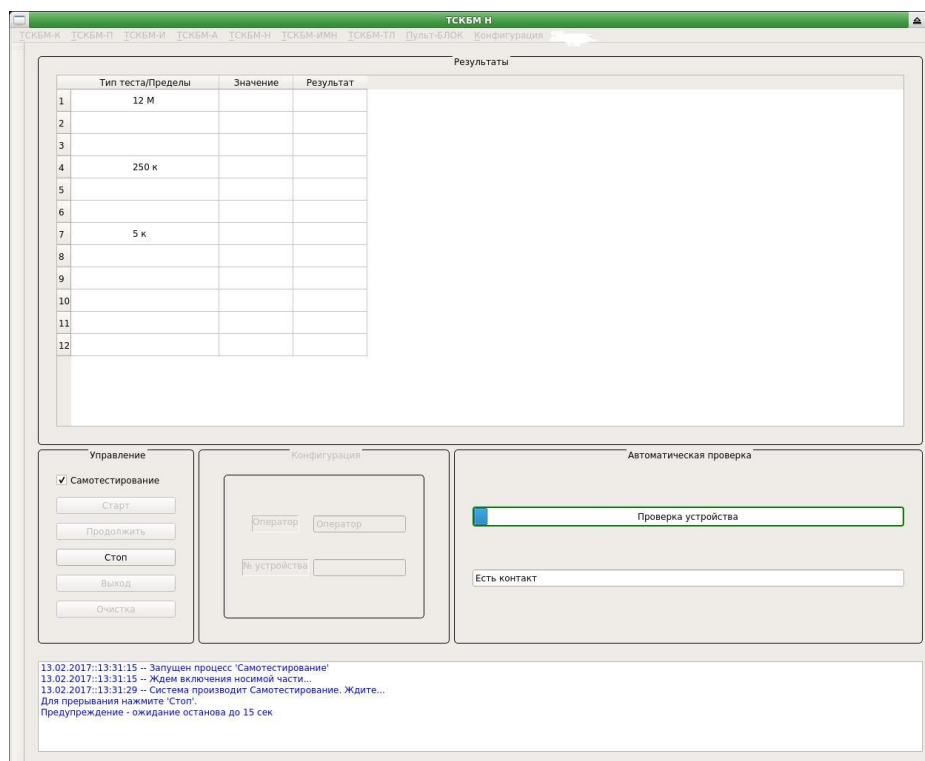 ТСКБМ Н
ТСКБМ-К ТСКБМ-П ТСКБМ-И ТСКБМ-А ТСКБМ-Н ТСКБМ-ИМН ТСКБМ-ТЛ Пульт-БЛОК Конфигурация
Результаты
Тип теста/Пределы Значение Результат
1 12 М
2
3
4 250 к
5
6
7 5 к
8
9
10
11
12
Управление
Самотестирование
Старт
Продолжить
Стоп
Выход
Очистка
Конфигурация
Оператор Оператор
№ устройства
Автоматическая проверка
Проверка устройства
Есть контакт
13.02.2017::13:31:15 -- Запущен процесс 'Самотестирование'
13.02.2017::13:31:15 -- Ждем включения носимой части...
13.02.2017::13:31:29 -- Система производит Самотестирование. Ждите...
Для прерывания нажмите 'Стоп'.
Предупреждение - ожидание останова до 15 сек